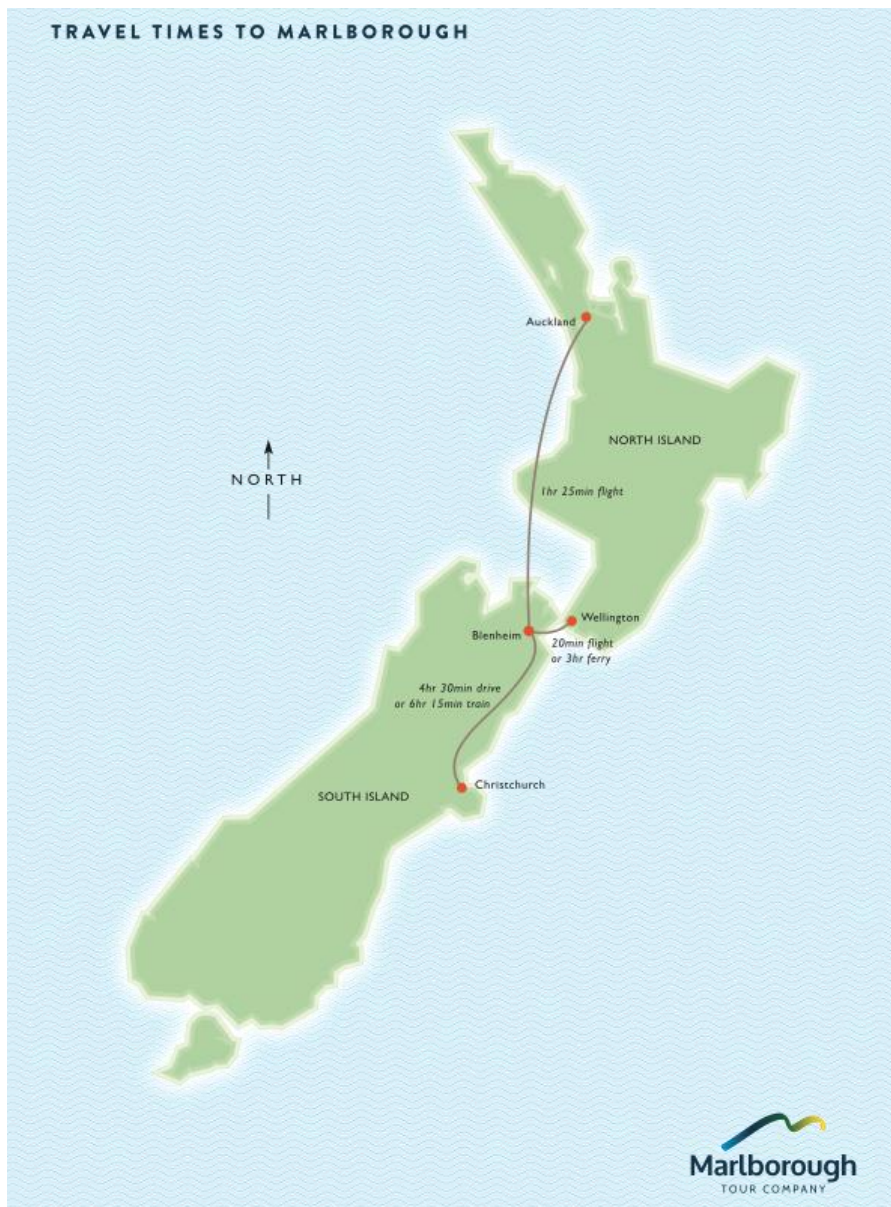 TRAVEL TIMES TO MARLBOROUGH
Auckland
NORTH ISLAND
NORTH
1hr 25min flight
Wellington
Blenheim
20min flight
or 3hr ferry
4hr 30min drive
or 6hr 15min train
Christchurch
SOUTH ISLAND
Marlborough
TOUR COMPANY